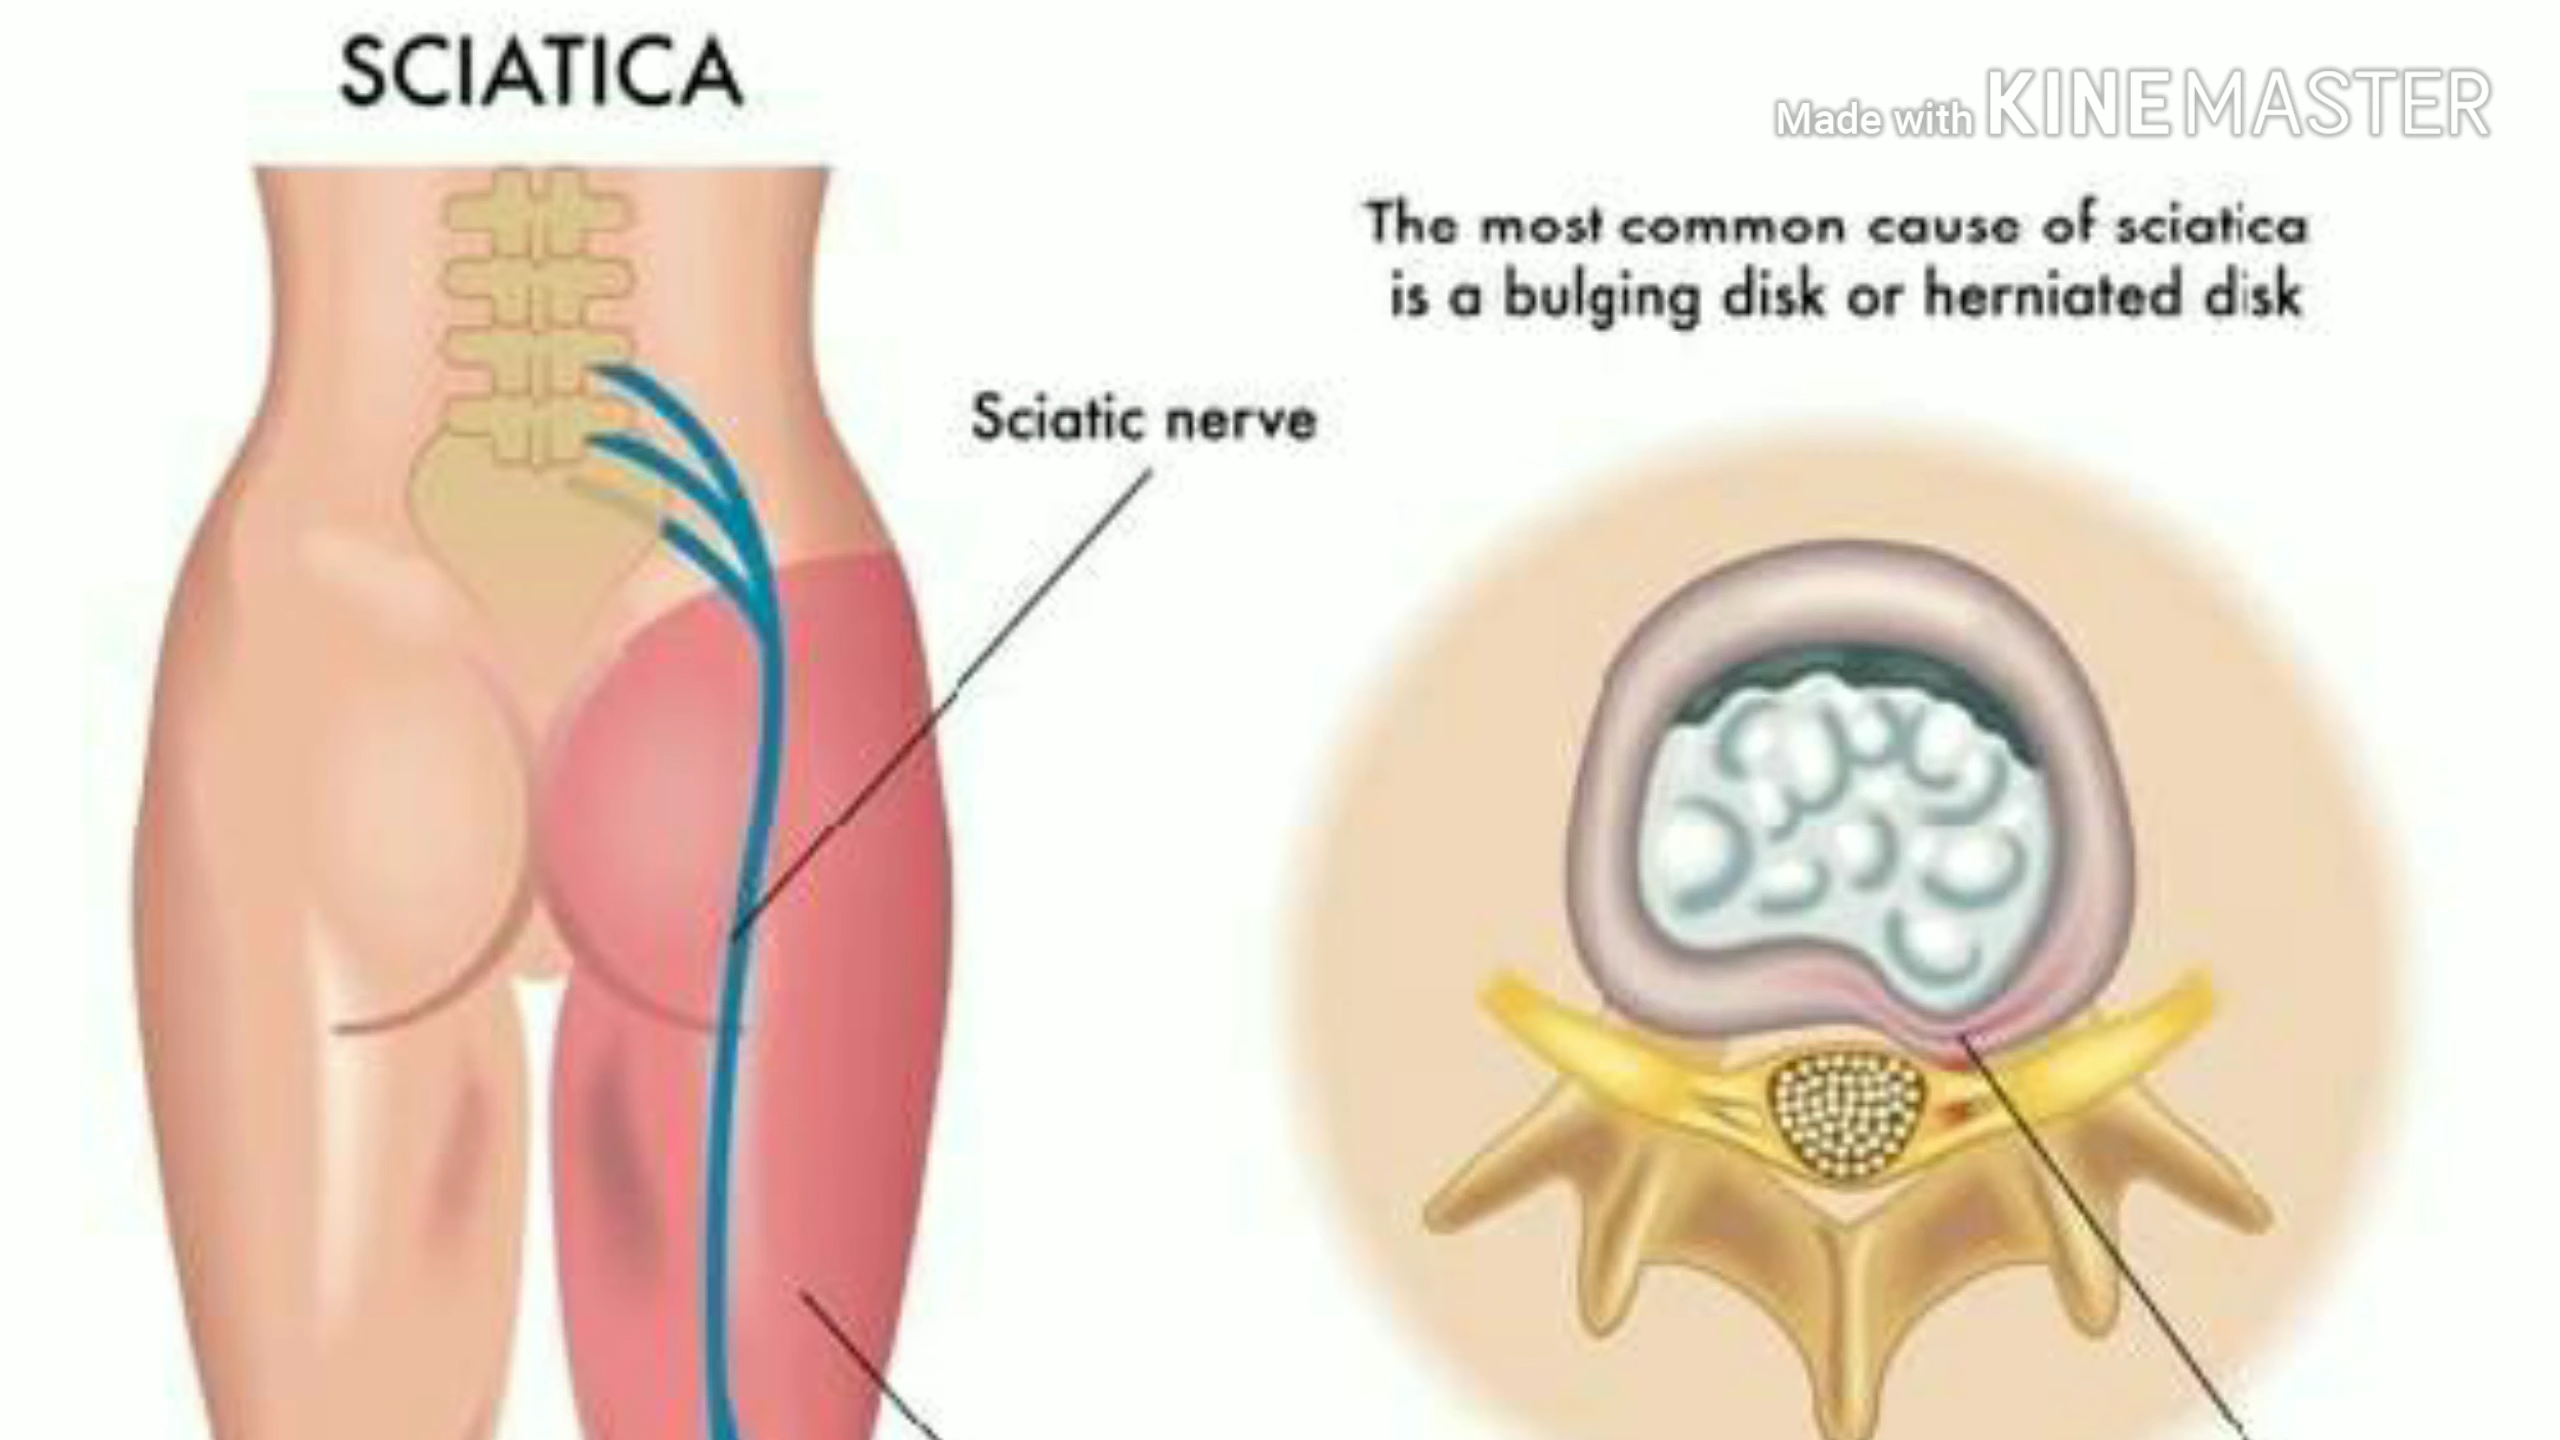 SCIATICA
Made with KINEMASTER
The most common cause of sciatica
is a bulging disk or herniated disk
Sciatic nerve